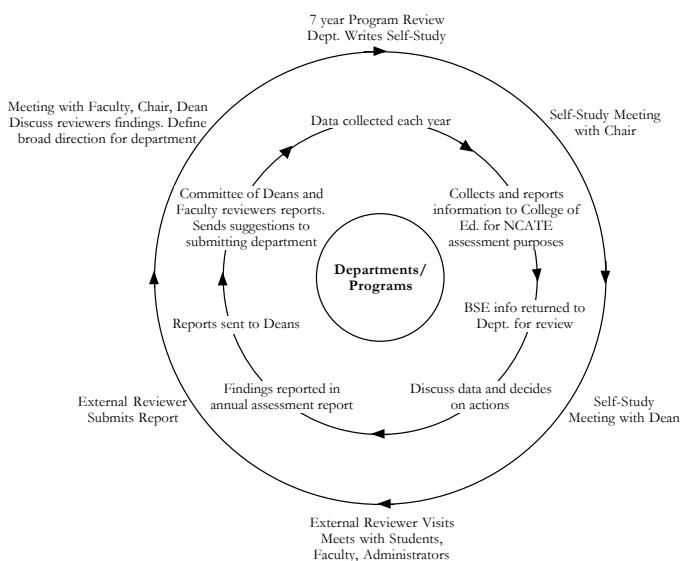 7 year Program Review
Dept. Writes Self-Study
Meeting with Faculty, Chair, Dean
Discuss reviewers findings. Define
broad direction for department
Self-Study Meeting
with Chair
Data collected each year
Committee of Deans and
Faculty reviewers reports.
Sends suggestions to
submitting department
Collects and reports
information to College of
Ed. for NCATE
assessment purposes
Departments/
Programs
BSE info returned to
Dept. for review
Reports sent to Deans
Findings reported in
annual assessment report
Discuss data and decides
on actions
External Reviewer
Submits Report
Self-Study
Meeting with Dean
External Reviewer Visits
Meets with Students,
Faculty, Administrators